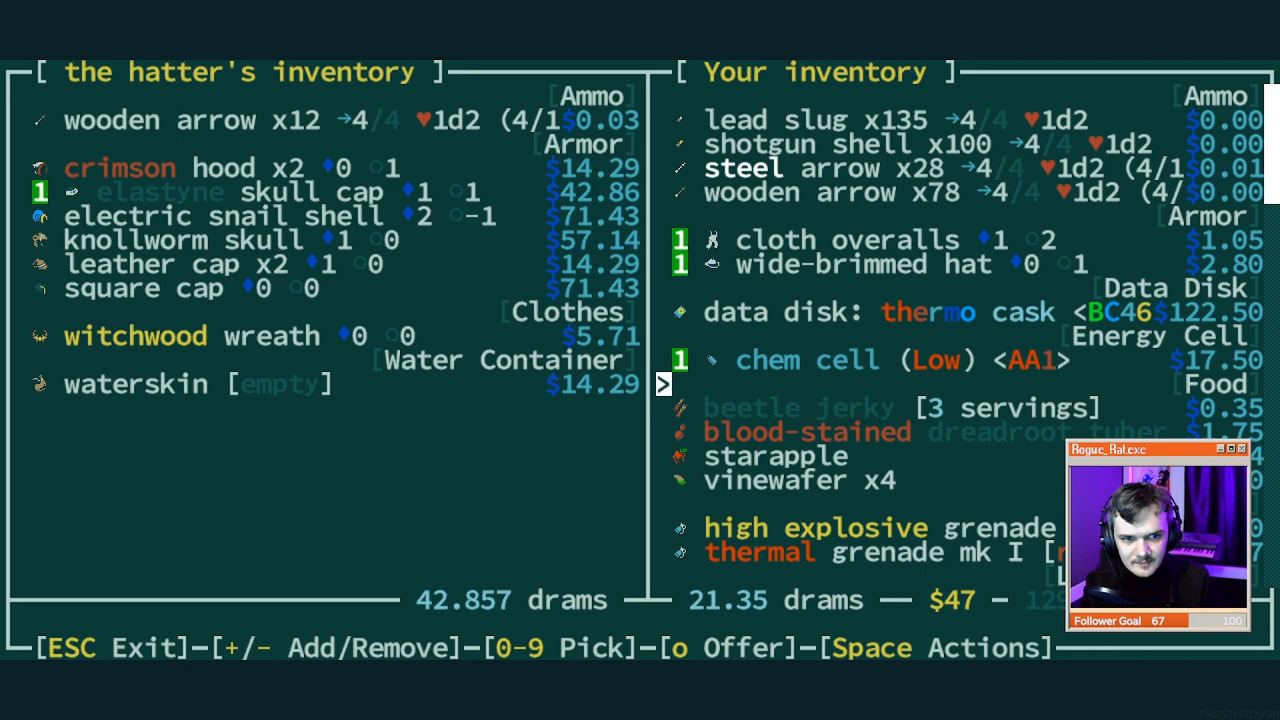 [ the hatter's inventory ]
[Ammo]
wooden arrow x12 →4/4 ♥1d2 (4/1$0.03
[Armor]
crimson hood x2 ♦0 ○1 $14.29
1 elastyne skull cap ♦1 ○1 $42.86
electric snail shell ♦2 ○-1 $71.43
knollworm skull ♦1 ○0 $57.14
leather cap x2 ♦1 ○0 $14.29
square cap ♦0 ○0 $71.43
[Clothes]
witchwood wreath ♦0 ○0 $5.71
[Water Container]
waterskin [empty] $14.29
42.857 drams
[ Your inventory ]
[Ammo]
lead slug x135 →4/4 ♥1d2 $0.00
shotgun shell x100 →4/4 ♥1d2 $0.00
steel arrow x28 →4/4 ♥1d2 (4/1$0.01
wooden arrow x78 →4/4 ♥1d2 (4/$0.00
[Armor]
1 cloth overalls ♦1 ○2 $1.05
1 wide-brimmed hat ♦0 ○1 $2.80
[Data Disk]
data disk: thermo cask <BC46$122.50
[Energy Cell]
1 chem cell (Low) <AA1> $17.50
> [Food]
beetle jerky [3 servings] $0.35
blood-stained dreadroot tuber $1.75
starapple
vinewafer x4
high explosive grenade
thermal grenade mk I [
21.35 drams — $47 —
[ESC Exit]—[+/- Add/Remove]—[0-9 Pick]—[o Offer]—[Space Actions]
Rogue_Rat.exe
Follower Goal 67 100